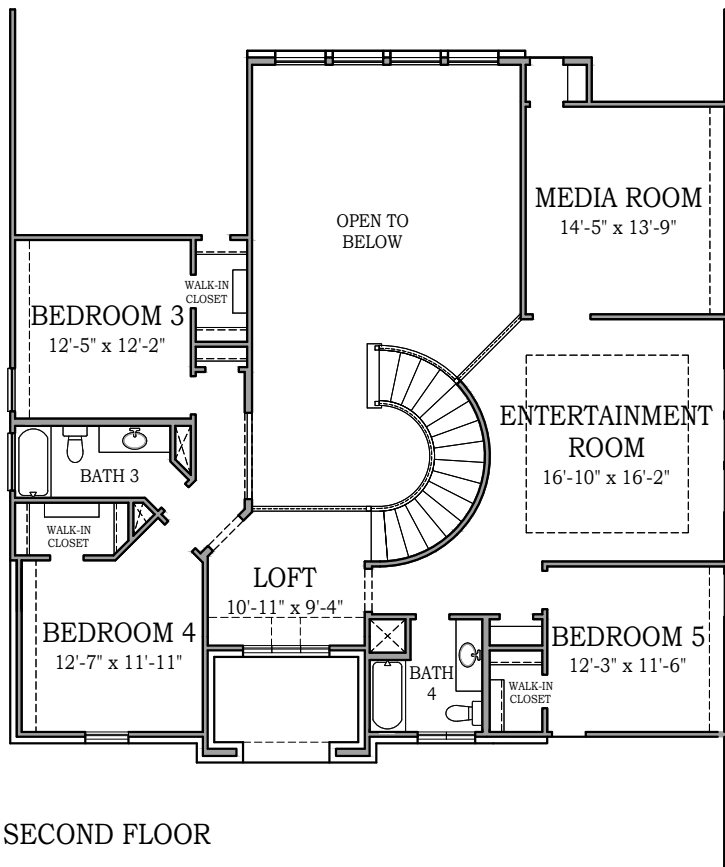 OPEN TO
BELOW
MEDIA ROOM
14'-5" x 13'-9"
WALK-IN
CLOSET
BEDROOM 3
12'-5" x 12'-2"
ENTERTAINMENT
ROOM
16'-10" x 16'-2"
BATH 3
WALK-IN
CLOSET
LOFT
10'-11" x 9'-4"
BEDROOM 4
12'-7" x 11'-11"
BATH
4
WALK-IN
CLOSET
BEDROOM 5
12'-3" x 11'-6"
SECOND FLOOR